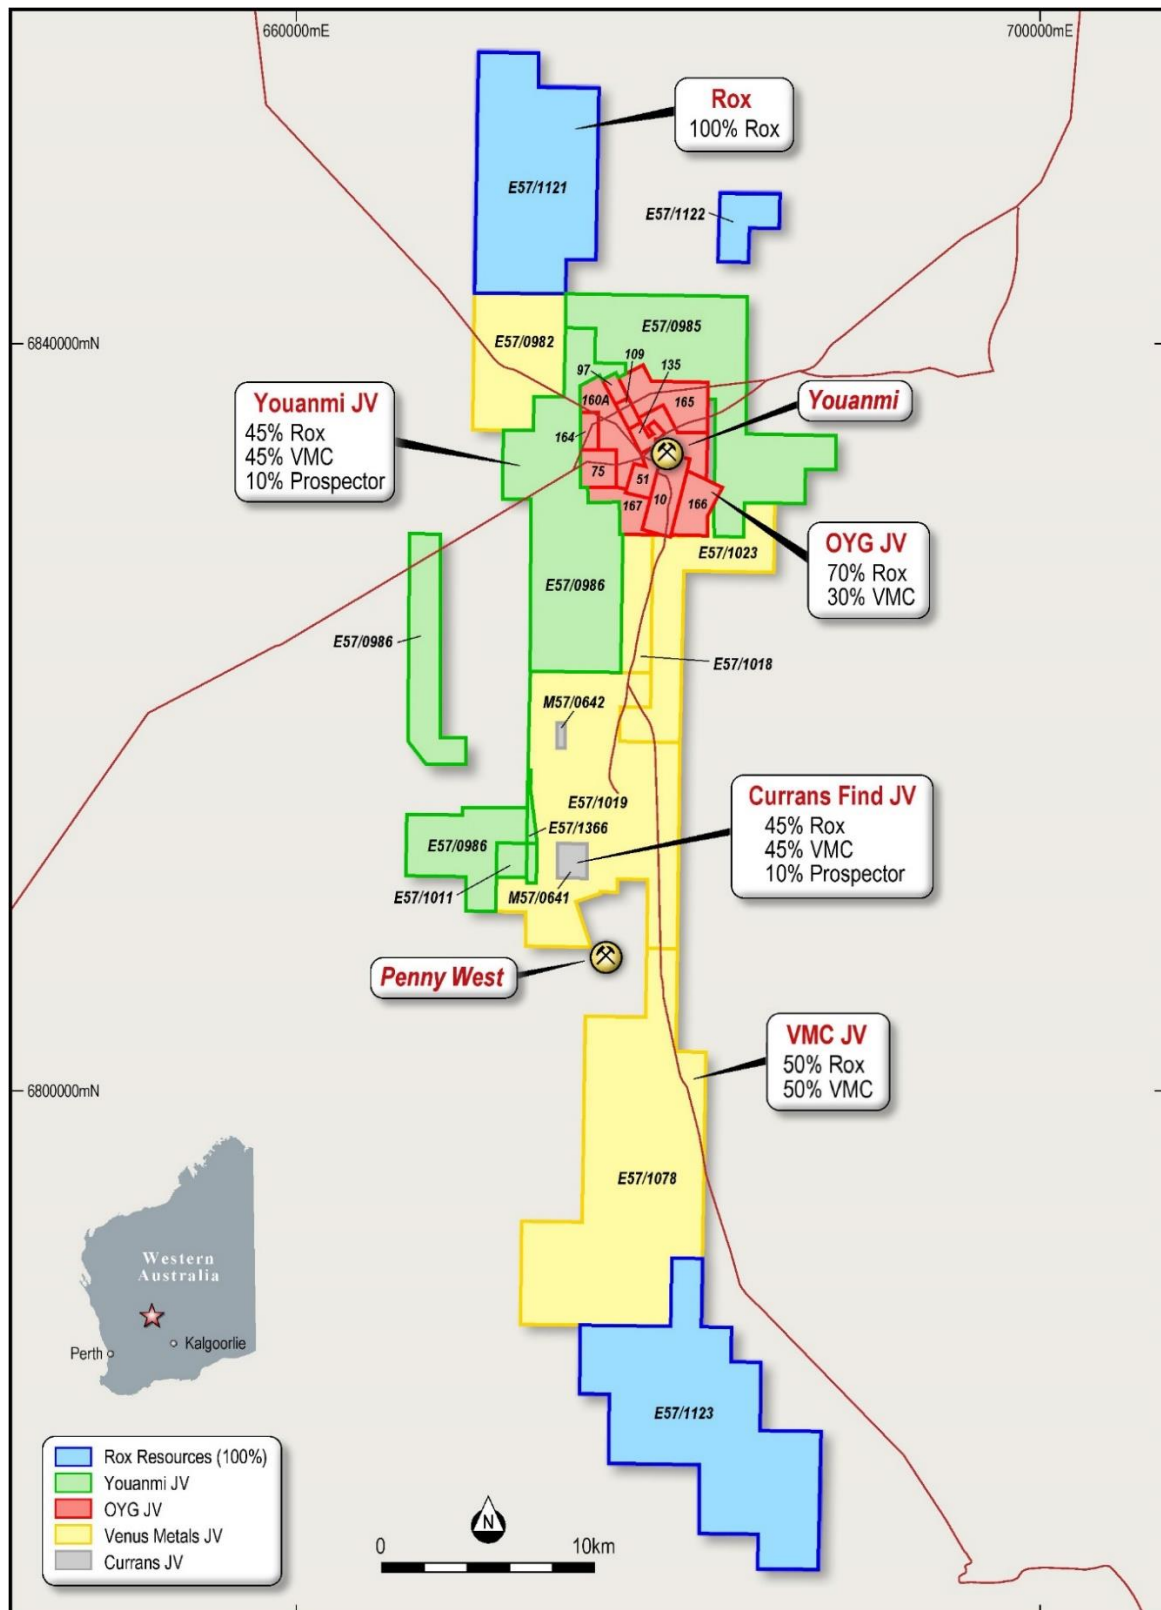 660000mE
700000mE
Rox
100% Rox
E57/1121
E57/1122
6840000mN
E57/0982
E57/0985
109
97
135
160A
165
Youanmi
Youanmi JV
45% Rox
45% VMC
10% Prospector
164
75
51
10
167
166
E57/1023
OYG JV
70% Rox
30% VMC
E57/0986
E57/0986
E57/1018
M57/0642
E57/1019
Currans Find JV
45% Rox
45% VMC
10% Prospector
E57/1366
E57/0986
E57/1011
M57/0641
Penny West
VMC JV
50% Rox
50% VMC
6800000mN
E57/1078
Western
Australia
Kalgoorlie
Perth
E57/1123
Rox Resources (100%)
Youanmi JV
OYG JV
Venus Metals JV
Currans JV
N
0
10km